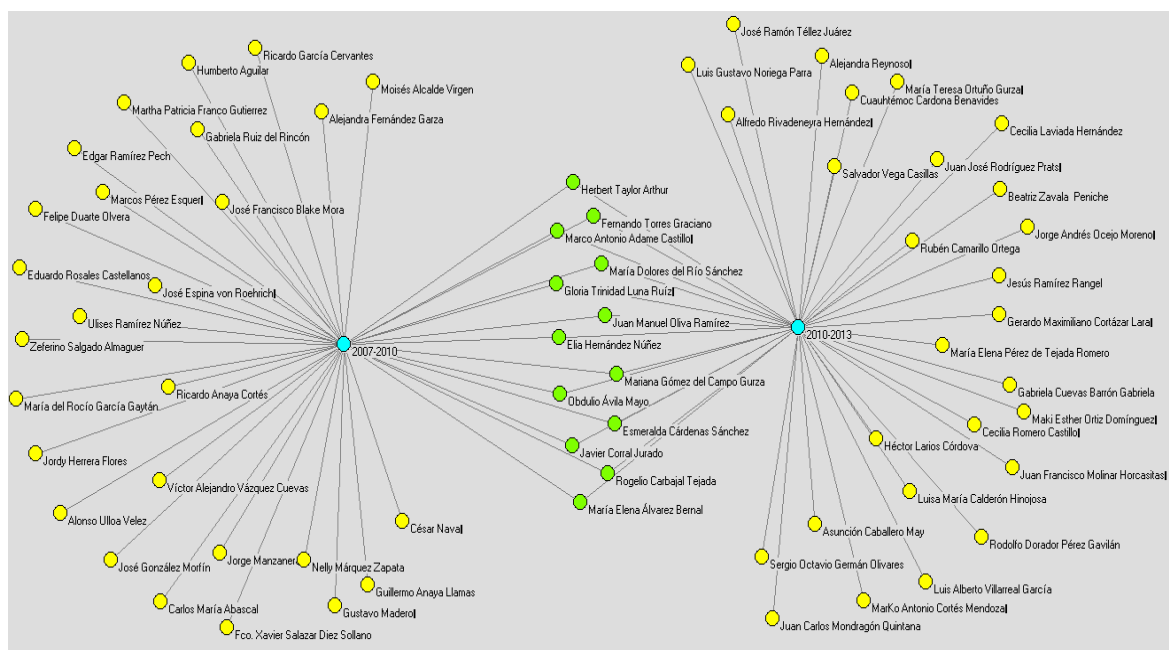 José Ramón Téllez Juárez
Ricardo García Cervantes
Humberto Aguilar
Alejandra Reynoso
Luis Gustavo Noriega Parra
Moisés Alcalde Virgen
María Teresa Ortuño Gurza
Cuauhtémoc Cardona Benavides
Martha Patricia Franco Gutierrez
Alejandra Fernández Garza
Alfredo Rivadeneyra Hernández
Cecilia Laviada Hernández
Gabriela Ruiz del Rincón
Edgar Ramírez Pech
Juan José Rodríguez Prats
Salvador Vega Casillas
Herbert Taylor Arthur
Marcos Pérez Esquer
Beatriz Zavala Peniche
José Francisco Blake Mora
Felipe Duarte Olvera
Fernando Torres Graciano
Jorge Andrés Ocejo Moreno
Marco Antonio Adame Castillo
Rubén Camarillo Ortega
María Dolores del Río Sánchez
Eduardo Rosales Castellanos
Jesús Ramírez Rangel
José Espina von Roehrich
Gloria Trinidad Luna Ruíz
Ulises Ramírez Núñez
Juan Manuel Oliva Ramírez
Gerardo Maximiliano Cortázar Lara
2010-2013
Zeferino Salgado Almaguer
Elia Hernández Núñez
2007-2010
María Elena Pérez de Tejada Romero
Mariana Gómez del Campo Gurza
Ricardo Anaya Cortés
Gabriela Cuevas Barrón Gabriela
Obdulio Ávila Mayo
María del Rocío García Gaytán
Maki Esther Ortiz Domínguez
Esmeralda Cárdenas Sánchez
Cecilia Romero Castillo
Héctor Larios Córdova
Javier Corral Jurado
Jordy Herrera Flores
Juan Francisco Molinar Horcasitas
Rogelio Carbajal Tejada
Víctor Alejandro Vázquez Cuevas
Luisa María Calderón Hinojosa
María Elena Álvarez Bernal
Alonso Ulloa Velez
César Nava
Asunción Caballero May
Rodolfo Dorador Pérez Gavilán
Jorge Manzanera
Sergio Octavio Germán Olivares
José González Morfín
Nelly Márquez Zapata
Luis Alberto Villarreal García
Guillermo Anaya Llamas
Carlos María Abascal
MarKo Antonio Cortés Mendoza
Gustavo Madero
Juan Carlos Mondragón Quintana
Fco. Xavier Salazar Diez Sollano